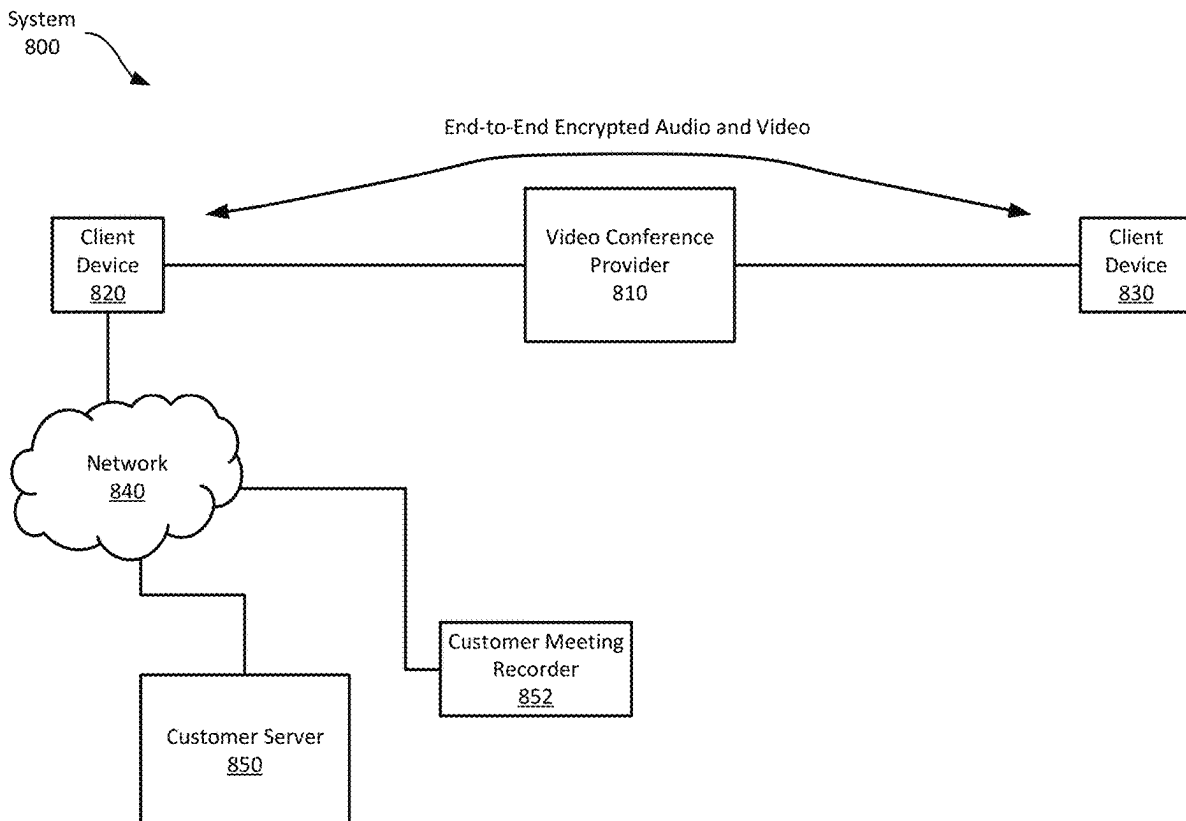 System
800
End-to-End Encrypted Audio and Video
Client
Device
820
Video Conference
Provider
810
Client
Device
830
Network
840
Customer Meeting
Recorder
852
Customer Server
850